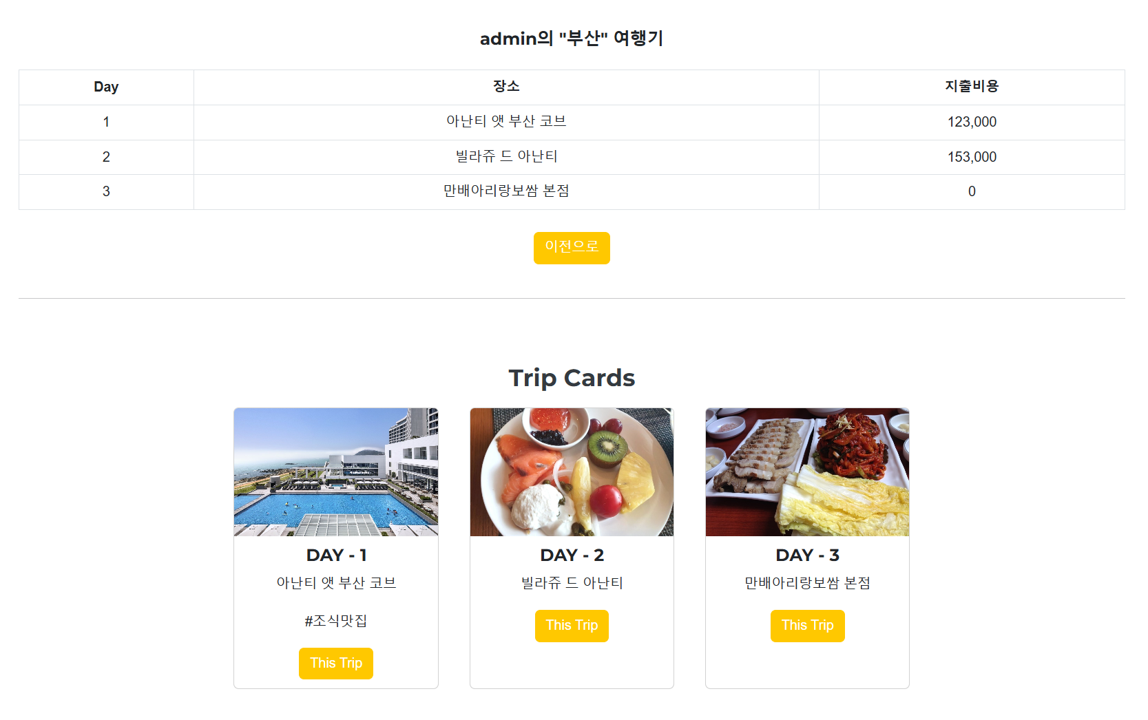 admin의 "부산" 여행기
Day 장소 지출비용
1 아난티 앳 부산 코브 123,000
2 빌라쥬 드 아난티 153,000
3 만배아리랑보쌈 본점 0
이전으로
Trip Cards
DAY - 1
아난티 앳 부산 코브
#조식맛집
This Trip
DAY - 2
빌라쥬 드 아난티
This Trip
DAY - 3
만배아리랑보쌈 본점
This Trip